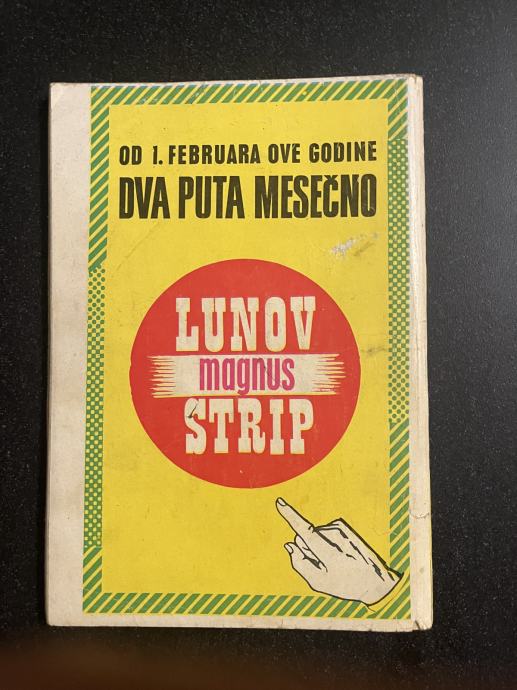 OD 1. FEBRUARA OVE GODINE
DVA PUTA MESEČNO
LUNOV
magnus
STRIP